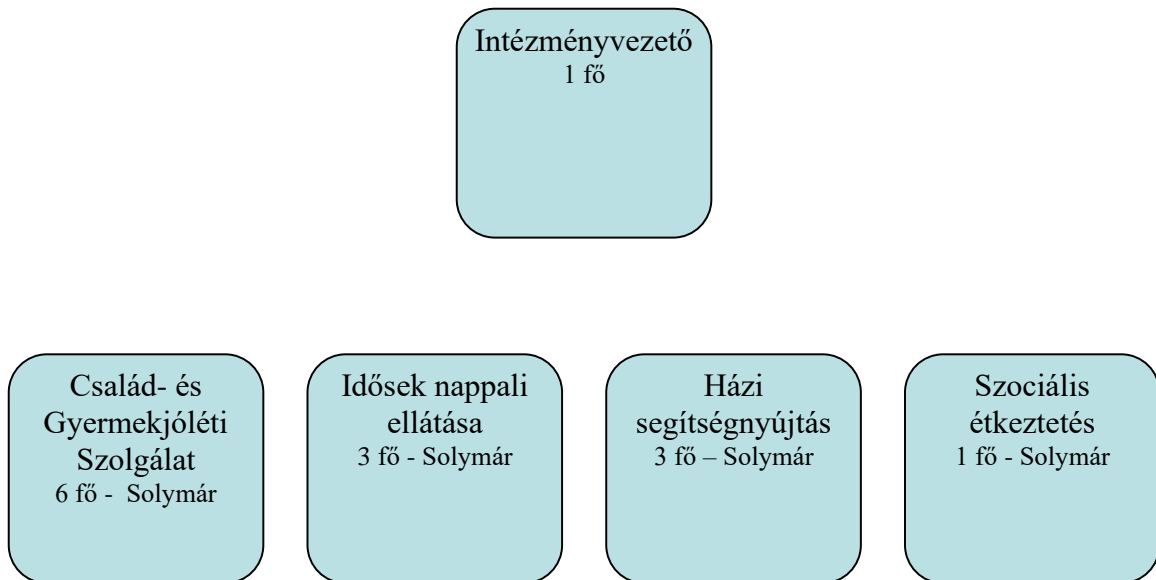 Intézményvezető
1 fő
Család- és
Gyermekjóléti
Szolgálat
6 fő -  Solymár
Idősek nappali
ellátása
3 fő - Solymár
Házi
segítségnyújtás
3 fő – Solymár
Szociális
étkeztetés
1 fő - Solymár